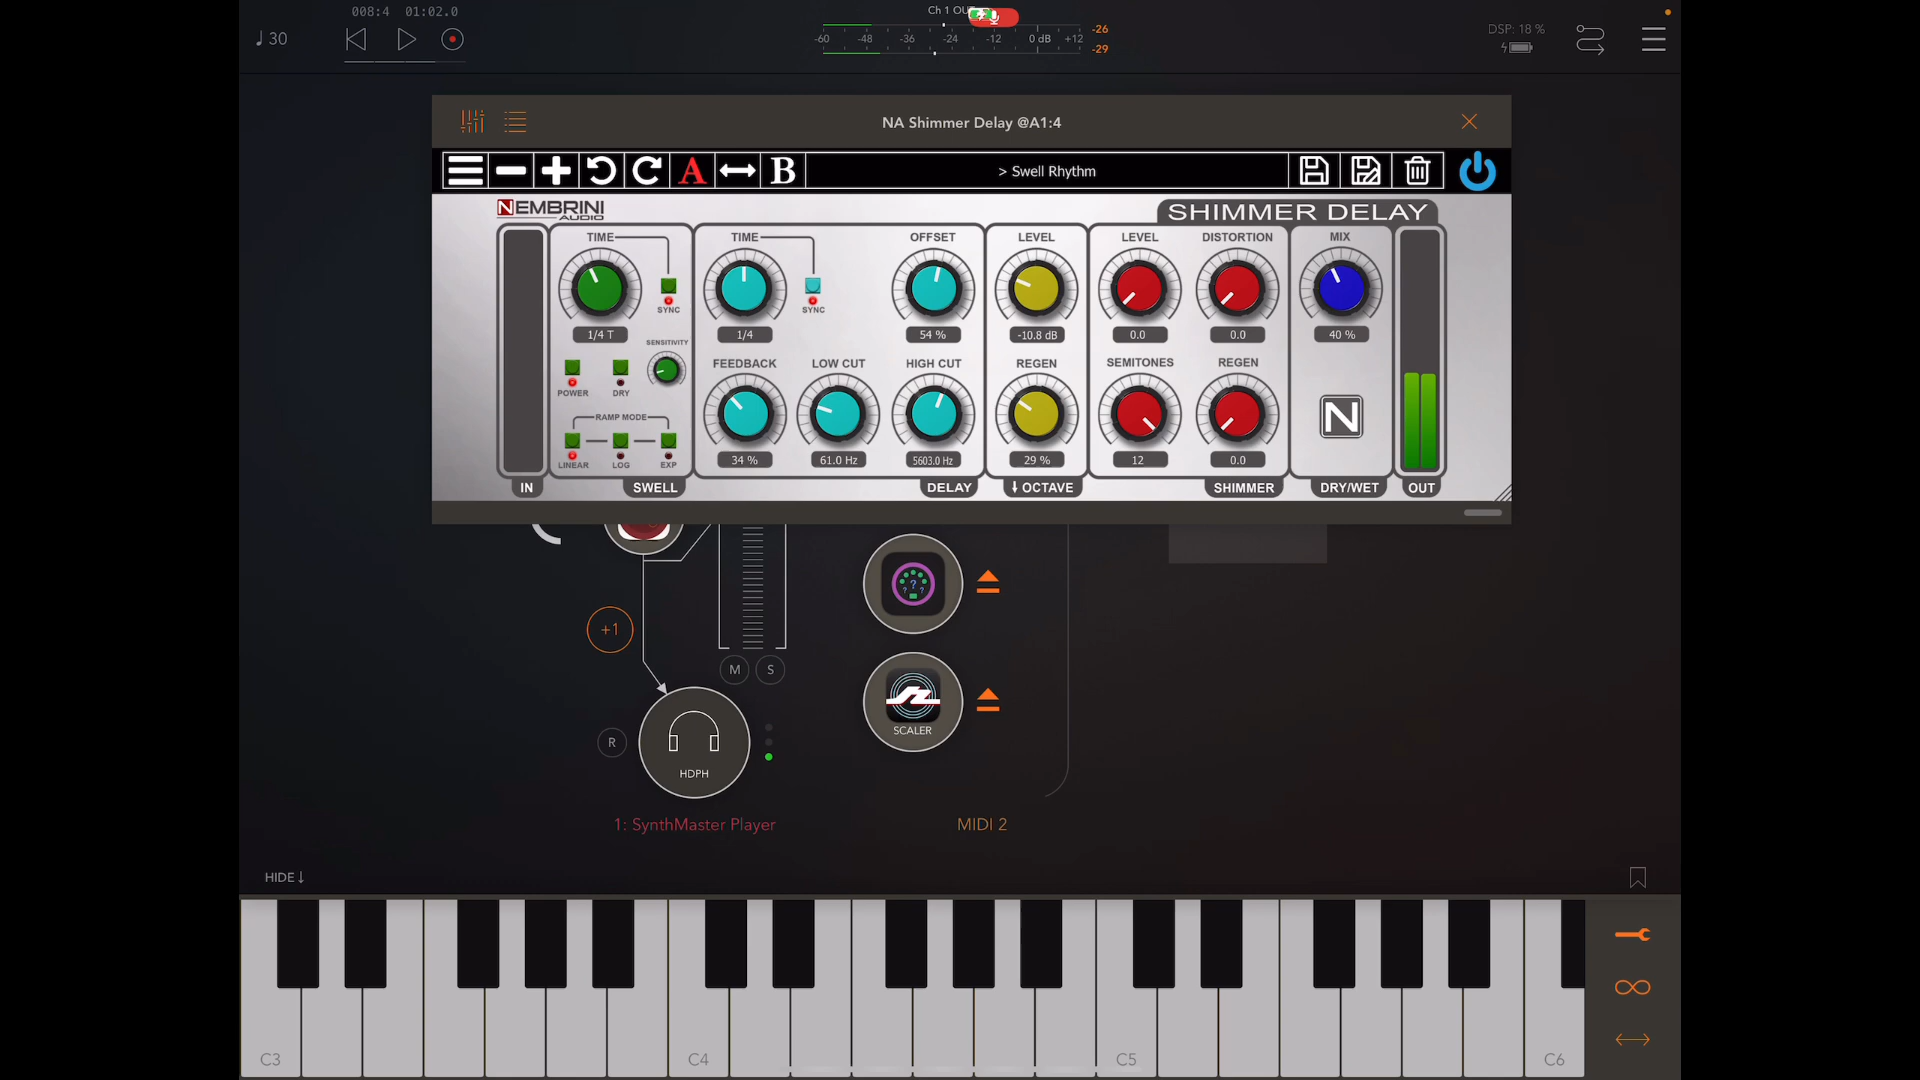 008:4 01:02.0
Ch 1 OU
♩30
-60 -48 -36 -24 -12 0 dB +12
-26
-29
DSP: 18 %
NA Shimmer Delay @A1:4
A B > Swell Rhythm
NEMBRINI
AUDIO
SHIMMER DELAY
TIME TIME OFFSET LEVEL LEVEL DISTORTION MIX
SYNC SYNC
1/4 T 1/4 54 % -10.8 dB 0.0 0.0 40 %
SENSITIVITY
FEEDBACK LOW CUT HIGH CUT REGEN SEMITONES REGEN
POWER DRY
RAMP MODE
N
LINEAR LOG EXP
34 % 61.0 Hz 5603.0 Hz 29 % 12 0.0
IN SWELL DELAY OCTAVE SHIMMER DRY/WET OUT
? ? ?
+1
M S
SCALER
R
HDPH
1: SynthMaster Player
MIDI 2
HIDE↓
C3 C4 C5 C6